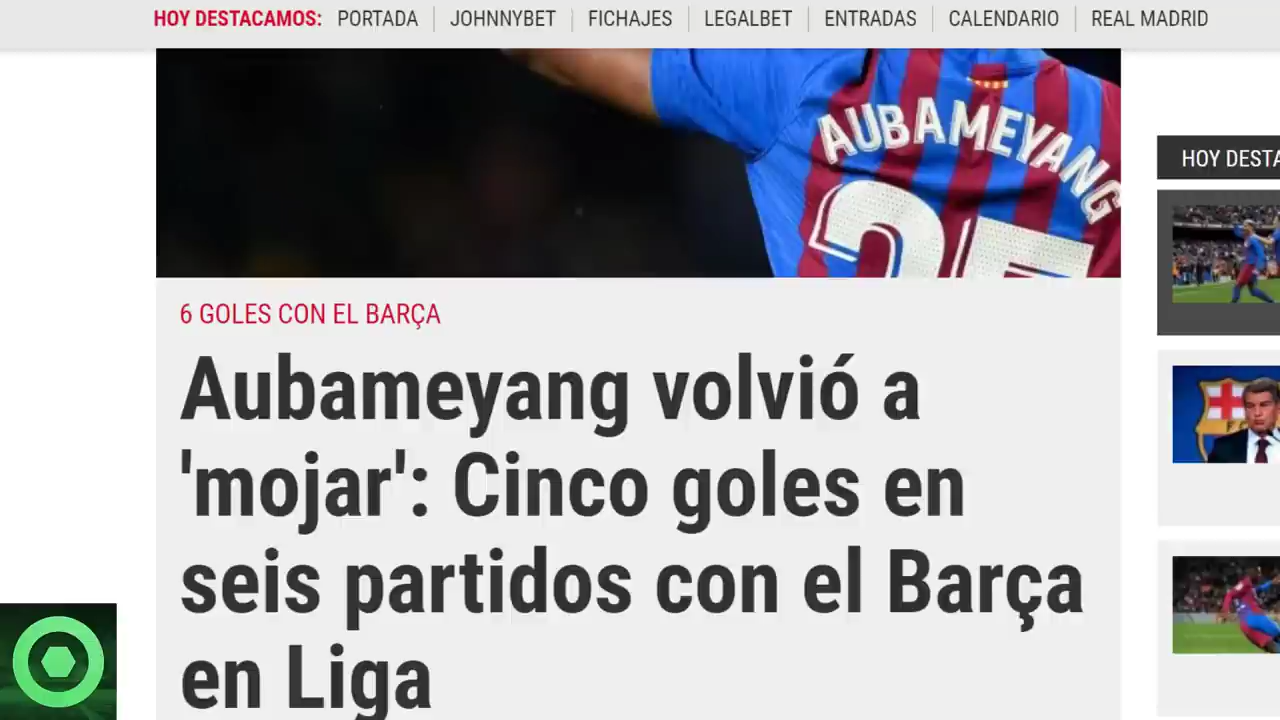 HOY DESTACAMOS: PORTADA JOHNNYBET FICHAJES LEGALBET ENTRADAS CALENDARIO REAL MADRID
AUBAMEYANG
25
HOY DESTA
6 GOLES CON EL BARÇA
Aubameyang volvió a
'mojar': Cinco goles en
seis partidos con el Barça
en Liga